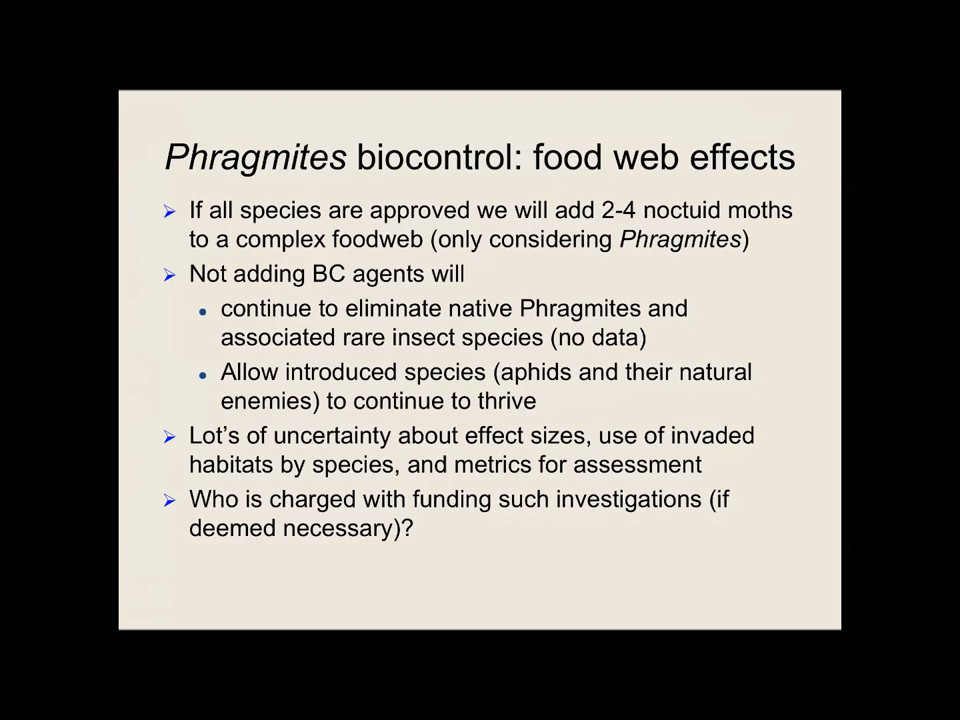 Phragmites biocontrol: food web effects
If all species are approved we will add 2-4 noctuid moths
to a complex foodweb (only considering Phragmites)
Not adding BC agents will
continue to eliminate native Phragmites and
associated rare insect species (no data)
Allow introduced species (aphids and their natural
enemies) to continue to thrive
Lot's of uncertainty about effect sizes, use of invaded
habitats by species, and metrics for assessment
Who is charged with funding such investigations (if
deemed necessary)?